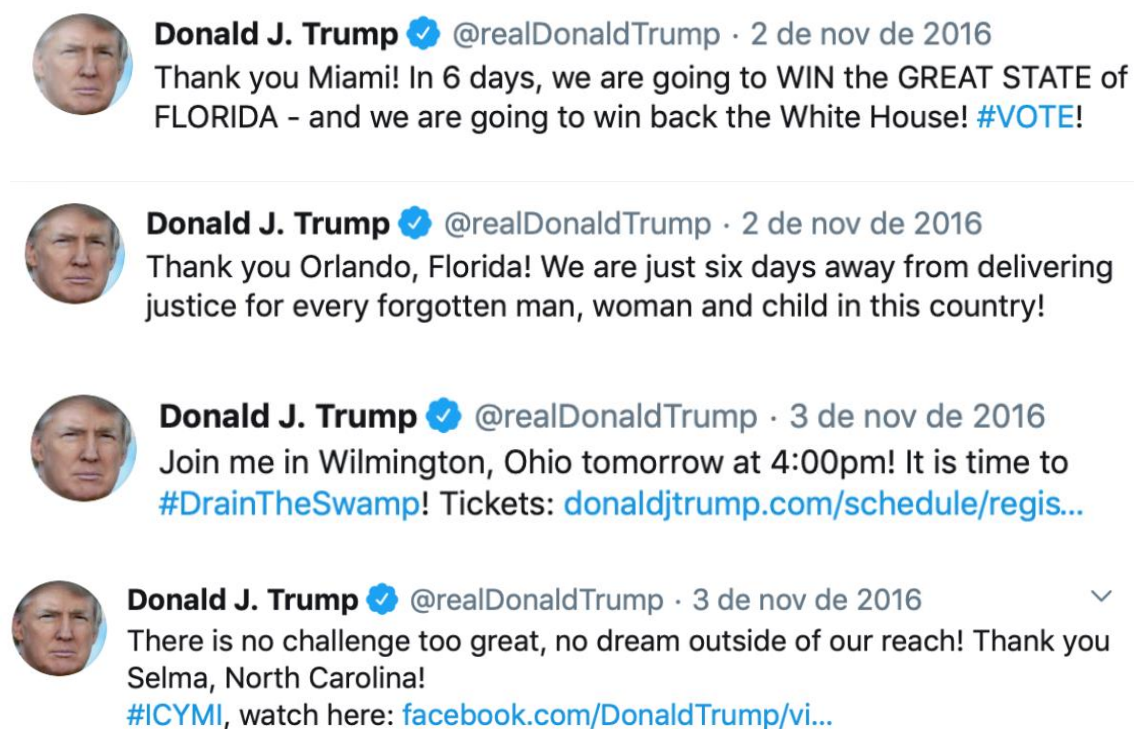 Donald J. Trump @realDonaldTrump · 2 de nov de 2016
Thank you Miami! In 6 days, we are going to WIN the GREAT STATE of
FLORIDA - and we are going to win back the White House! #VOTE!
Donald J. Trump @realDonaldTrump · 2 de nov de 2016
Thank you Orlando, Florida! We are just six days away from delivering
justice for every forgotten man, woman and child in this country!
Donald J. Trump @realDonaldTrump · 3 de nov de 2016
Join me in Wilmington, Ohio tomorrow at 4:00pm! It is time to
#DrainTheSwamp! Tickets: donaldjtrump.com/schedule/regis...
Donald J. Trump @realDonaldTrump · 3 de nov de 2016
There is no challenge too great, no dream outside of our reach! Thank you
Selma, North Carolina!
#ICYMI, watch here: facebook.com/DonaldTrump/vi...